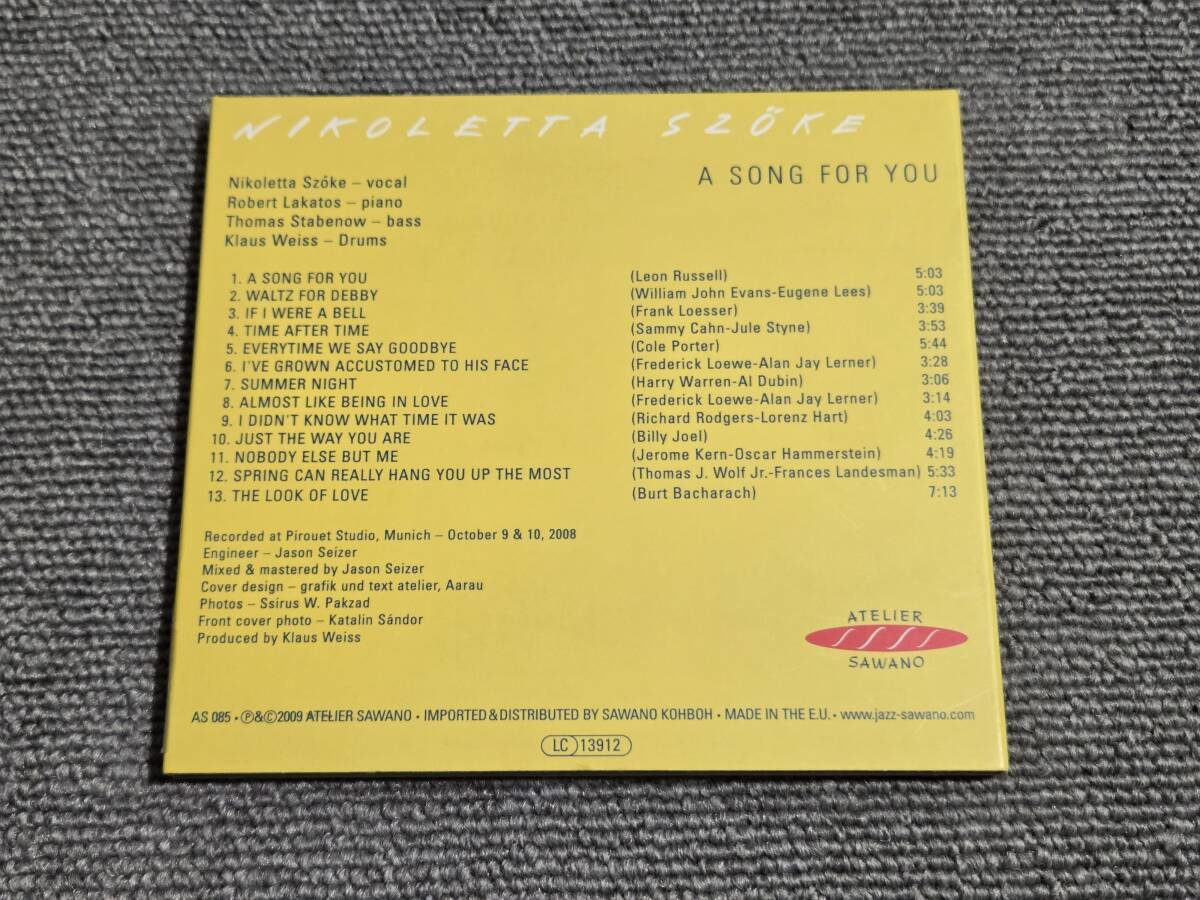 NIKOLETTA SZŐKE
A SONG FOR YOU
Nikoletta Szőke – vocal
Robert Lakatos – piano
Thomas Stabenow – bass
Klaus Weiss – Drums
1. A SONG FOR YOU (Leon Russell) 5:03
2. WALTZ FOR DEBBY (William John Evans-Eugene Lees) 5:03
3. IF I WERE A BELL (Frank Loesser) 3:39
4. TIME AFTER TIME (Sammy Cahn-Jule Styne) 3:53
5. EVERYTIME WE SAY GOODBYE (Cole Porter) 5:44
6. I'VE GROWN ACCUSTOMED TO HIS FACE (Frederick Loewe-Alan Jay Lerner) 3:28
7. SUMMER NIGHT (Harry Warren-Al Dubin) 3:06
8. ALMOST LIKE BEING IN LOVE (Frederick Loewe-Alan Jay Lerner) 3:14
9. I DIDN'T KNOW WHAT TIME IT WAS (Richard Rodgers-Lorenz Hart) 4:03
10. JUST THE WAY YOU ARE (Billy Joel) 4:26
11. NOBODY ELSE BUT ME (Jerome Kern-Oscar Hammerstein) 4:19
12. SPRING CAN REALLY HANG YOU UP THE MOST (Thomas J. Wolf Jr.-Frances Landesman) 5:33
13. THE LOOK OF LOVE (Burt Bacharach) 7:13
Recorded at Pirouet Studio, Munich – October 9 & 10, 2008
Engineer – Jason Seizer
Mixed & mastered by Jason Seizer
Cover design – grafik und text atelier, Aarau
Photos – Ssirus W. Pakzad
Front cover photo – Katalin Sándor
Produced by Klaus Weiss
ATELIER
SAWANO
AS 085 • ℗&©2009 ATELIER SAWANO • IMPORTED & DISTRIBUTED BY SAWANO KOHBOH • MADE IN THE E.U. • www.jazz-sawano.com
LC 13912